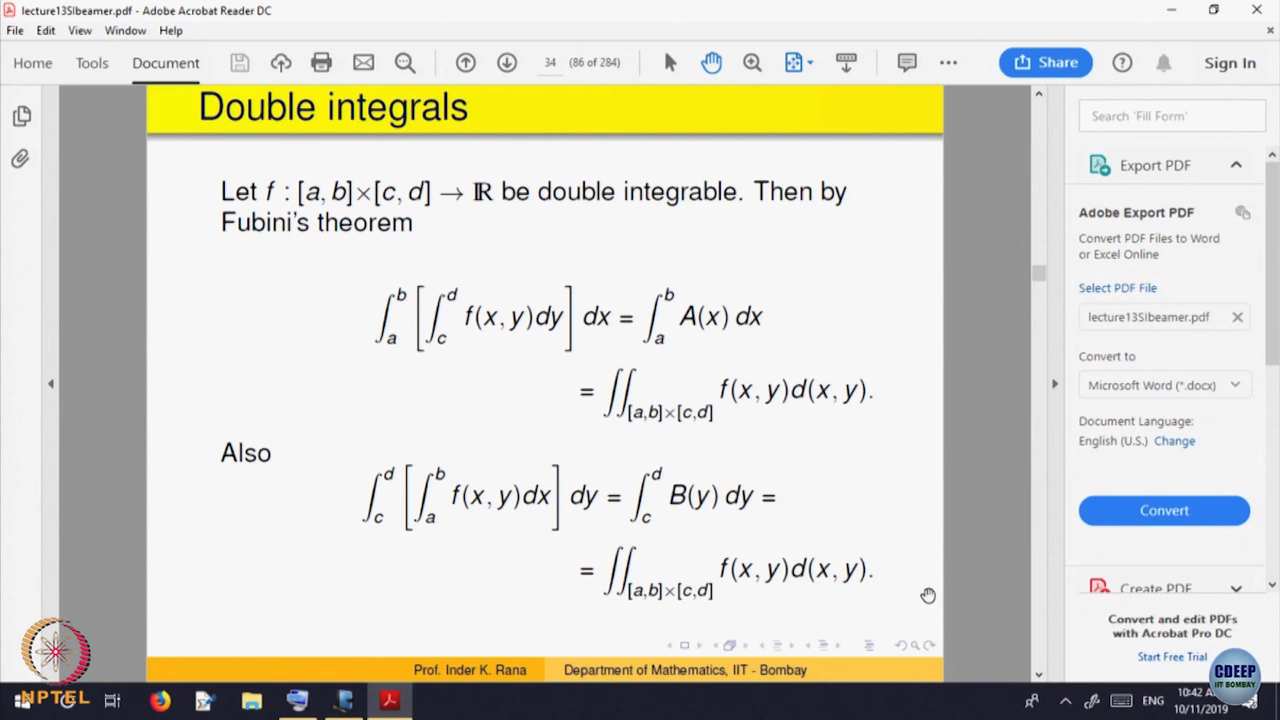 lecture13SIbeamer.pdf - Adobe Acrobat Reader DC
File Edit View Window Help
Home Tools Document 34 (86 of 284) Share Sign In
Double integrals
Let f : [a, b]×[c, d] → ℝ be double integrable. Then by
Fubini's theorem
∫_a^b [∫_c^d f(x, y)dy] dx = ∫_a^b A(x) dx
= ∬_{[a,b]×[c,d]} f(x, y)d(x, y).
Also
∫_c^d [∫_a^b f(x, y)dx] dy = ∫_c^d B(y) dy =
= ∬_{[a,b]×[c,d]} f(x, y)d(x, y).
Prof. Inder K. Rana Department of Mathematics, IIT - Bombay
Search 'Fill Form'
Export PDF
Adobe Export PDF
Convert PDF Files to Word
or Excel Online
Select PDF File
lecture13SIbeamer.pdf
Convert to
Microsoft Word (*.docx)
Document Language:
English (U.S.) Change
Convert
Create PDF
Convert and edit PDFs
with Acrobat Pro DC
Start Free Trial
NPTEL
CDEEP
IIT BOMBAY
ENG
10:42
10/11/2019